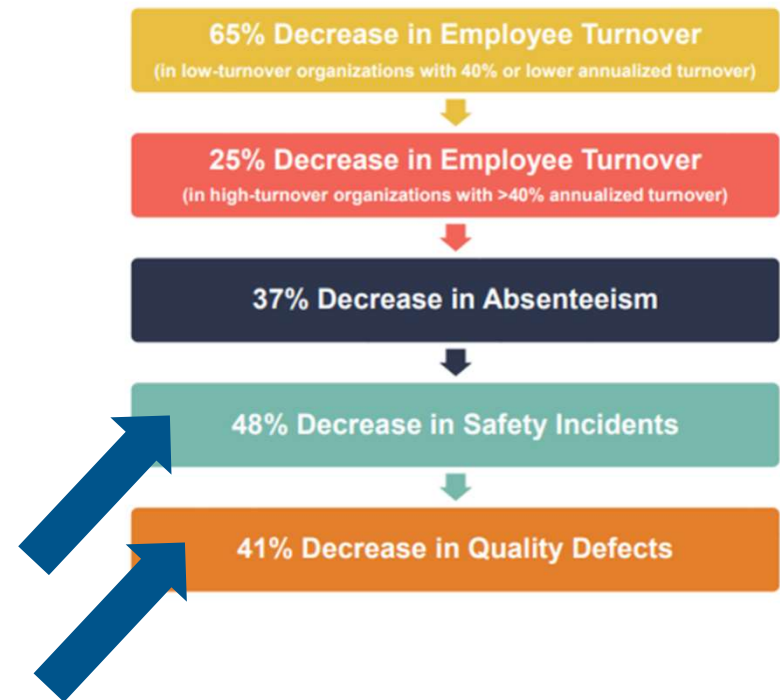 65% Decrease in Employee Turnover
(in low-turnover organizations with 40% or lower annualized turnover)
25% Decrease in Employee Turnover
(in high-turnover organizations with >40% annualized turnover)
37% Decrease in Absenteeism
48% Decrease in Safety Incidents
41% Decrease in Quality Defects